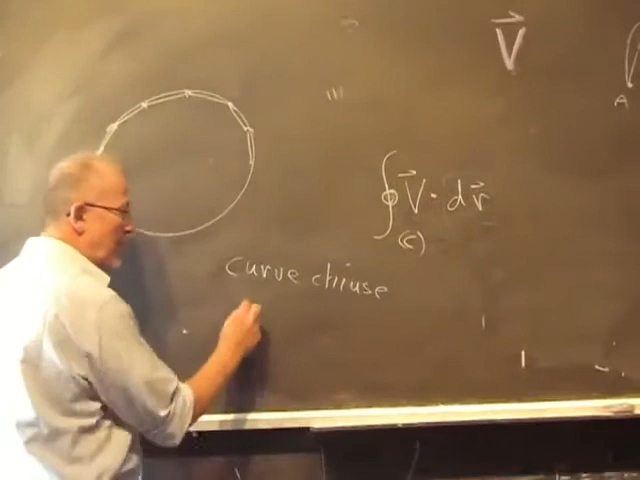 V⃗
A
∮V⃗ · dr⃗
(C)
curve chiuse